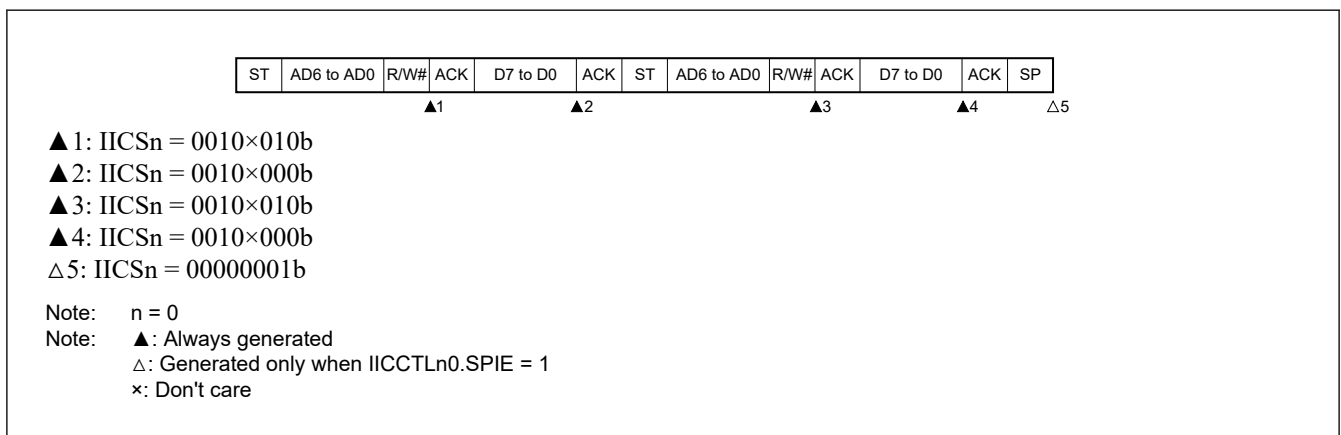 ST AD6 to AD0 R/W# ACK D7 to D0 ACK ST AD6 to AD0 R/W# ACK D7 to D0 ACK SP
▲1 ▲2 ▲3 ▲4 △5
▲1: IICSn = 0010×010b
▲2: IICSn = 0010×000b
▲3: IICSn = 0010×010b
▲4: IICSn = 0010×000b
△5: IICSn = 00000001b
Note: n = 0
Note: ▲: Always generated
△: Generated only when IICCTLn0.SPIE = 1
×: Don't care